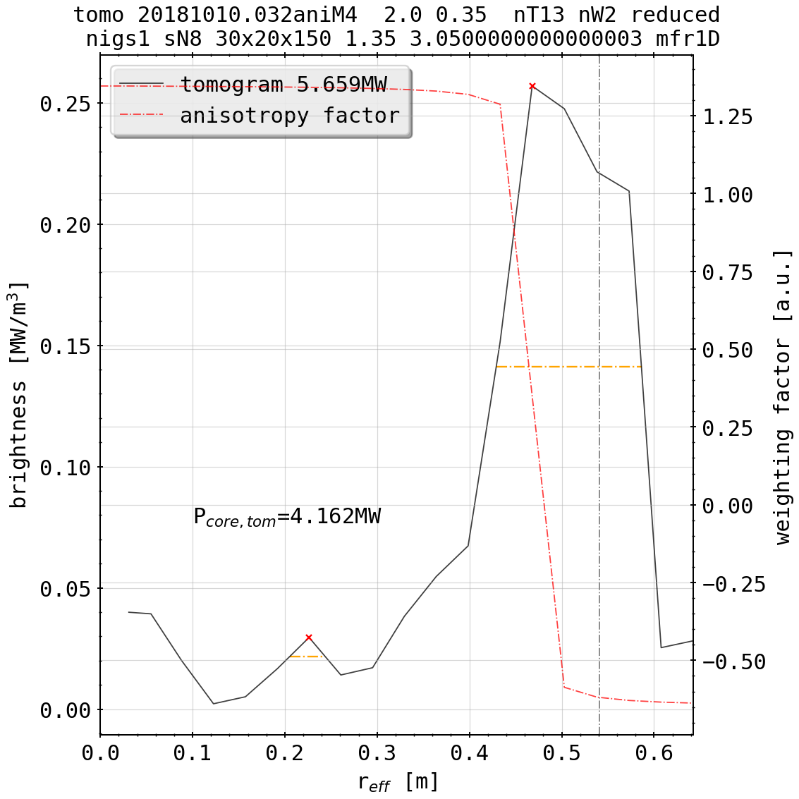 tomo 20181010.032aniM4  2.0 0.35  nT13 nW2 reduced
nigs1 sN8 30x20x150 1.35 3.0500000000000003 mfr1D
tomogram 5.659MW
anisotropy factor
0.25
0.20
0.15
0.10
0.05
0.00
brightness [MW/m³]
P_core,tom=4.162MW
1.25
1.00
0.75
0.50
0.25
0.00
−0.25
−0.50
weighting factor [a.u.]
0.0 0.1 0.2 0.3 0.4 0.5 0.6
r_eff [m]